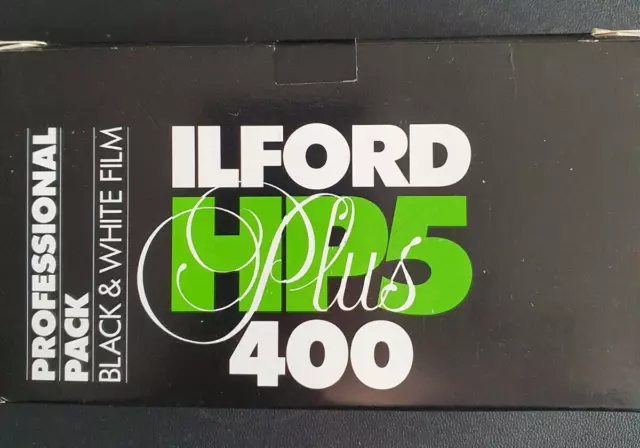 PROFESSIONAL
PACK
BLACK & WHITE FILM
ILFORD
HP5
Plus
400